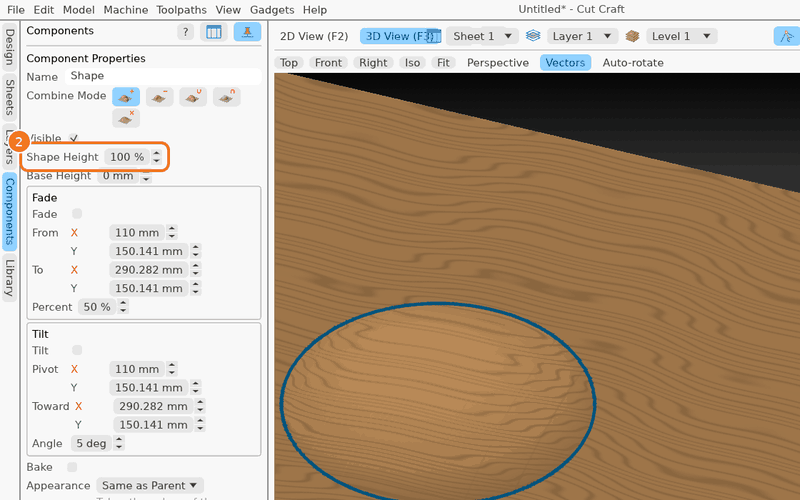 File Edit Model Machine Toolpaths View Gadgets Help Untitled* - Cut Craft
Components ?
2D View (F2) 3D View (F3) Sheet 1 Layer 1 Level 1
Top Front Right Iso Fit Perspective Vectors Auto-rotate
Design
Sheets
Layers
Components
Library
Component Properties
Name Shape
Combine Mode
Visible
2
Shape Height 100 %
Base Height 0 mm
Fade
Fade
From X 110 mm
Y 150.141 mm
To X 290.282 mm
Y 150.141 mm
Percent 50 %
Tilt
Tilt
Pivot X 110 mm
Y 150.141 mm
Toward X 290.282 mm
Y 150.141 mm
Angle 5 deg
Bake
Appearance Same as Parent